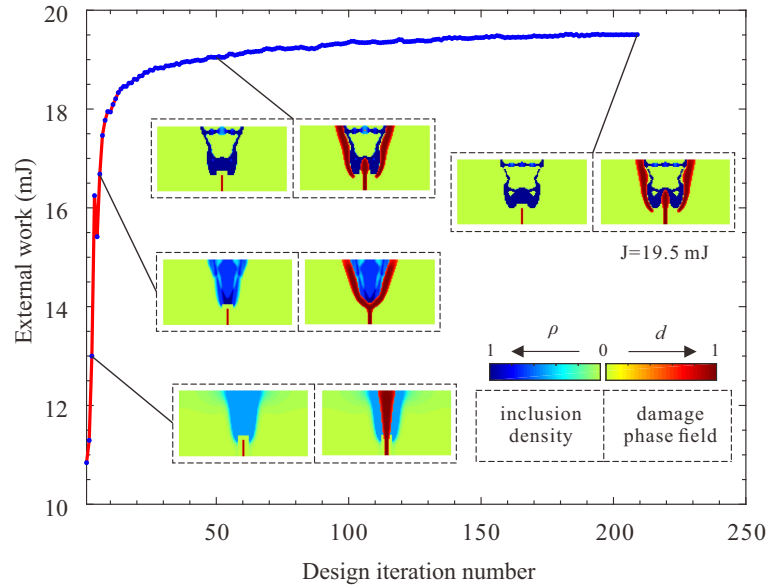 20
18
16
14
12
10
External work (mJ)
50
100
150
200
250
Design iteration number
J=19.5 mJ
ρ
d
1
0
1
inclusion
density
damage
phase field